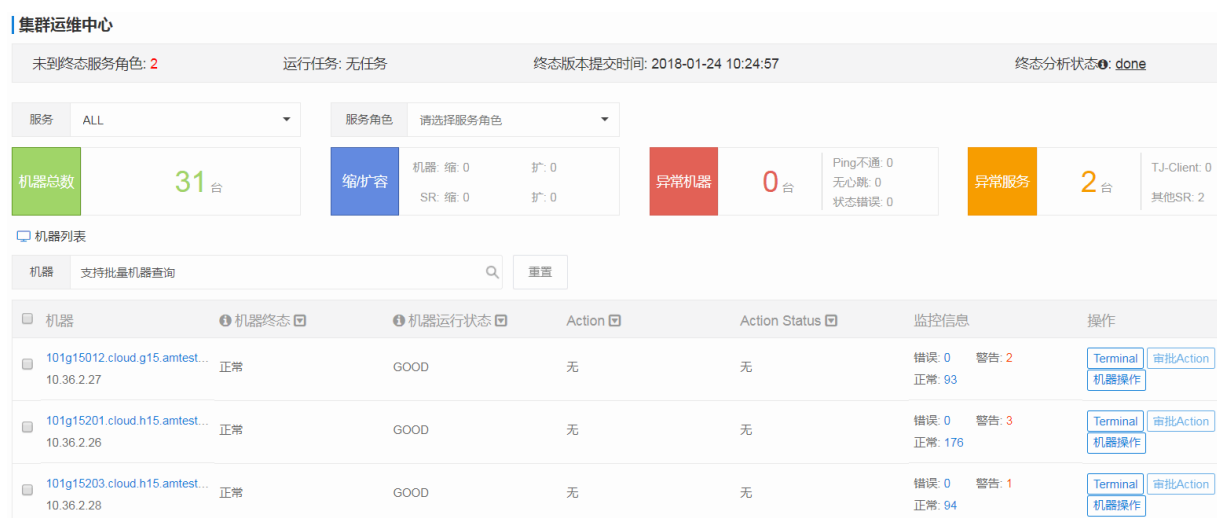 集群运维中心
未到终态服务角色: 2 运行任务: 无任务 终态版本提交时间: 2018-01-24 10:24:57 终态分析状态: done
服务 ALL 服务角色 请选择服务角色
机器总数 31 台 缩/扩容 机器: 缩: 0 扩: 0 SR: 缩: 0 扩: 0 异常机器 0 台 Ping不通: 0 无心跳: 0 状态错误: 0 异常服务 2 台 TJ-Client: 0 其他SR: 2
机器列表
机器 支持批量机器查询 重置
机器 机器终态 机器运行状态 Action Action Status 监控信息 操作
101g15012.cloud.g15.amtest... 正常 GOOD 无 无 错误: 0 警告: 2 Terminal 审批Action
10.36.2.27 正常: 93 机器操作
101g15201.cloud.h15.amtest... 正常 GOOD 无 无 错误: 0 警告: 3 Terminal 审批Action
10.36.2.26 正常: 176 机器操作
101g15203.cloud.h15.amtest... 正常 GOOD 无 无 错误: 0 警告: 1 Terminal 审批Action
10.36.2.28 正常: 94 机器操作